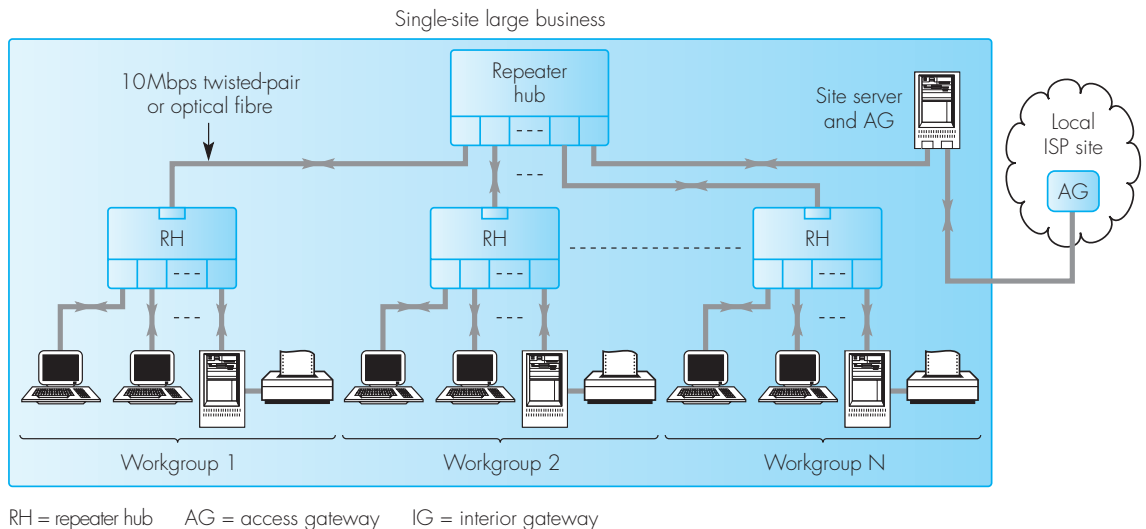 Single-site large business
10Mbps twisted-pair
or optical fibre
Repeater
hub
Site server
and AG
Local
ISP site
AG
RH
RH
RH
Workgroup 1
Workgroup 2
Workgroup N
RH = repeater hub AG = access gateway IG = interior gateway